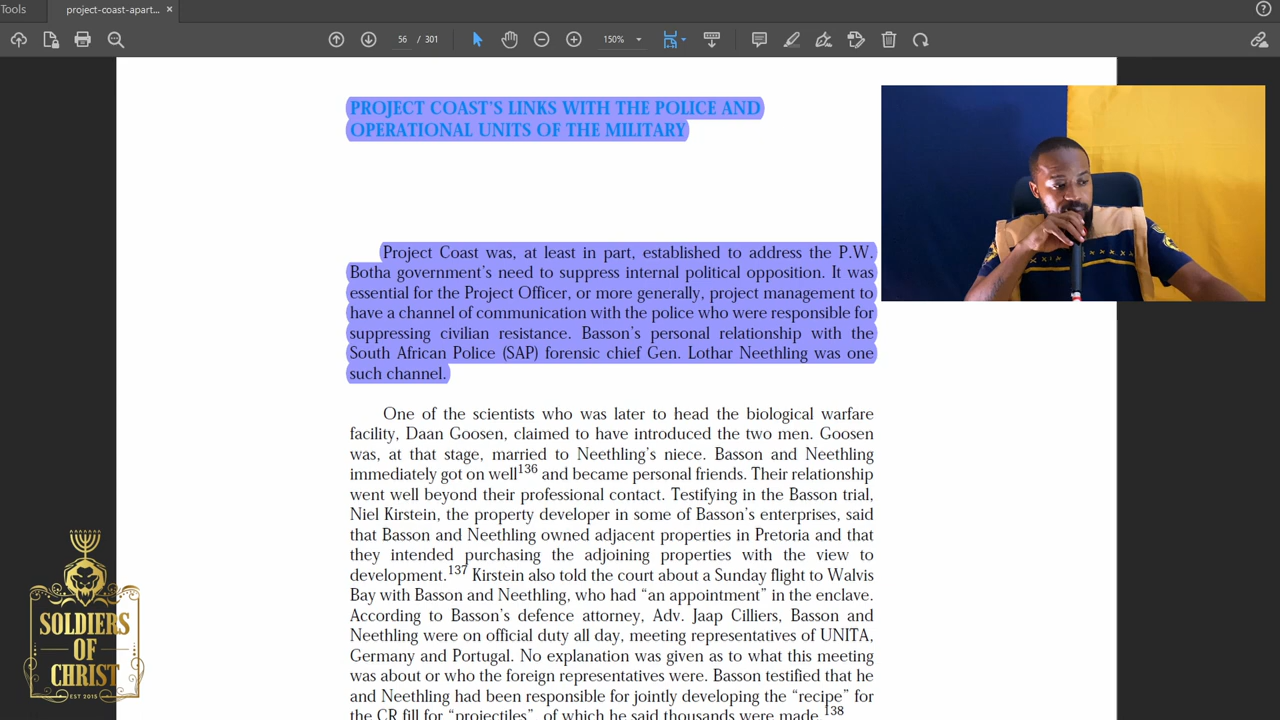 Tools
project-coast-apart...
56 / 301
150%
PROJECT COAST'S LINKS WITH THE POLICE AND
OPERATIONAL UNITS OF THE MILITARY
Project Coast was, at least in part, established to address the P.W.
Botha government's need to suppress internal political opposition. It was
essential for the Project Officer, or more generally, project management to
have a channel of communication with the police who were responsible for
suppressing civilian resistance. Basson's personal relationship with the
South African Police (SAP) forensic chief Gen. Lothar Neethling was one
such channel.
One of the scientists who was later to head the biological warfare
facility, Daan Goosen, claimed to have introduced the two men. Goosen
was, at that stage, married to Neethling's niece. Basson and Neethling
immediately got on well136 and became personal friends. Their relationship
went well beyond their professional contact. Testifying in the Basson trial,
Niel Kirstein, the property developer in some of Basson's enterprises, said
that Basson and Neethling owned adjacent properties in Pretoria and that
they intended purchasing the adjoining properties with the view to
development.137 Kirstein also told the court about a Sunday flight to Walvis
Bay with Basson and Neethling, who had “an appointment” in the enclave.
According to Basson's defence attorney, Adv. Jaap Cilliers, Basson and
Neethling were on official duty all day, meeting representatives of UNITA,
Germany and Portugal. No explanation was given as to what this meeting
was about or who the foreign representatives were. Basson testified that he
and Neethling had been responsible for jointly developing the “recipe” for
the CR fill for “projectiles”, of which he said thousands were made.138
SOLDIERS
OF
CHRIST
EST 2015